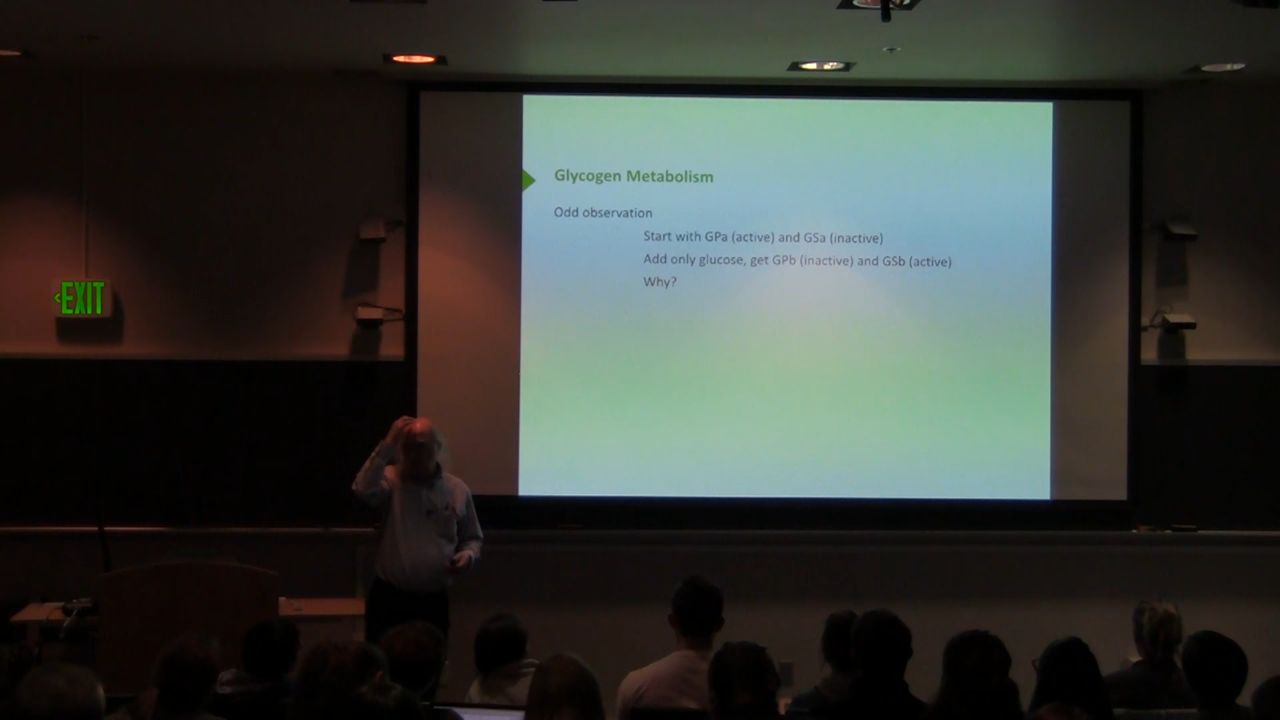 Glycogen Metabolism
Odd observation
Start with GPa (active) and GSa (inactive)
Add only glucose, get GPb (inactive) and GSb (active)
Why?
<EXIT